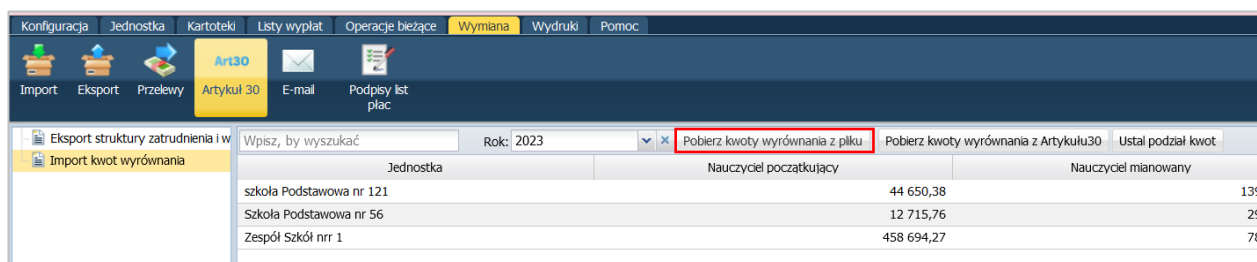 Konfiguracja Jednostka Kartoteki Listy wypłat Operacje bieżące Wymiana Wydruki Pomoc
Art30
Import Eksport Przelewy Artykuł 30 E-mail Podpisy list
płac
Eksport struktury zatrudnienia i w Wpisz, by wyszukać Rok: 2023 Pobierz kwoty wyrównania z pliku Pobierz kwoty wyrównania z Artykułu30 Ustal podział kwot
Import kwot wyrównania Jednostka Nauczyciel początkujący Nauczyciel mianowany
szkoła Podstawowa nr 121 44 650,38 139
Szkoła Podstawowa nr 56 12 715,76 29
Zespół Szkół nrr 1 458 694,27 78